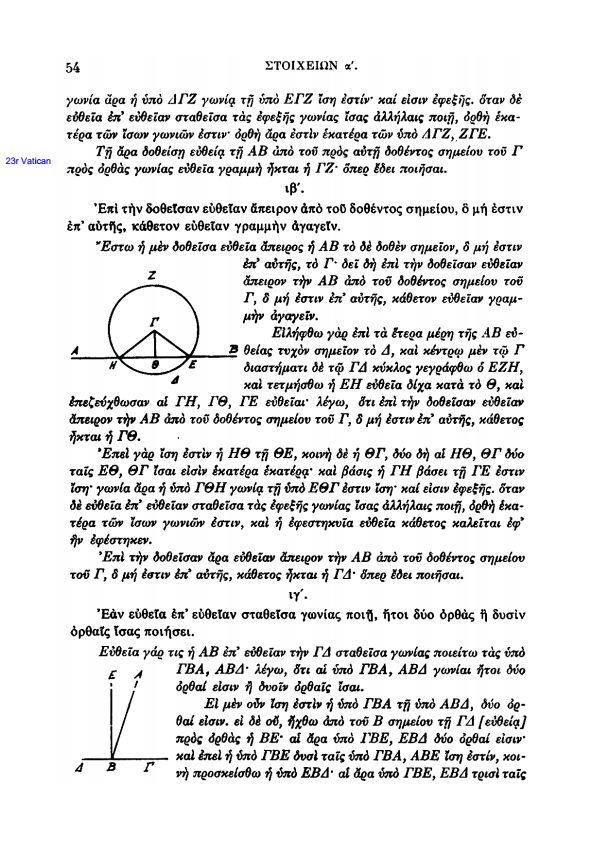 54 ΣΤΟΙΧΕΙΩΝ α΄.
γωνία ἄρα ἡ ὑπὸ ΔΓΖ γωνίᾳ τῇ ὑπὸ ΕΓΖ ἴση ἐστίν· καί εἰσιν ἐφεξῆς. ὅταν δὲ
εὐθεῖα ἐπ' εὐθεῖαν σταθεῖσα τὰς ἐφεξῆς γωνίας ἴσας ἀλλήλαις ποιῇ, ὀρθὴ ἑκα-
τέρα τῶν ἴσων γωνιῶν ἐστιν· ὀρθὴ ἄρα ἐστὶν ἑκατέρα τῶν ὑπὸ ΔΓΖ, ΖΓΕ.
Τῇ ἄρα δοθείσῃ εὐθείᾳ τῇ ΑΒ ἀπὸ τοῦ πρὸς αὐτῇ δοθέντος σημείου τοῦ Γ
23r Vatican
πρὸς ὀρθὰς γωνίας εὐθεῖα γραμμὴ ἦκται ἡ ΓΖ· ὅπερ ἔδει ποιῆσαι.
ιβ΄.
Ἐπὶ τὴν δοθεῖσαν εὐθεῖαν ἄπειρον ἀπὸ τοῦ δοθέντος σημείου, ὃ μή ἐστιν
ἐπ' αὐτῆς, κάθετον εὐθεῖαν γραμμὴν ἀγαγεῖν.
Ἔστω ἡ μὲν δοθεῖσα εὐθεῖα ἄπειρος ἡ ΑΒ τὸ δὲ δοθὲν σημεῖον, ὃ μή ἐστιν
ἐπ' αὐτῆς, τὸ Γ· δεῖ δὴ ἐπὶ τὴν δοθεῖσαν εὐθεῖαν
ἄπειρον τὴν ΑΒ ἀπὸ τοῦ δοθέντος σημείου τοῦ
Γ, ὃ μή ἐστιν ἐπ' αὐτῆς, κάθετον εὐθεῖαν γραμ-
μὴν ἀγαγεῖν.
Εἰλήφθω γὰρ ἐπὶ τὰ ἕτερα μέρη τῆς ΑΒ εὐ-
θείας τυχὸν σημεῖον τὸ Δ, καὶ κέντρῳ μὲν τῷ Γ
διαστήματι δὲ τῷ ΓΔ κύκλος γεγράφθω ὁ ΕΖΗ,
καὶ τετμήσθω ἡ ΕΗ εὐθεῖα δίχα κατὰ τὸ Θ, καὶ
Ζ
Γ
Α
Β
Η
Θ
Ε
Δ
ἐπεζεύχθωσαν αἱ ΓΗ, ΓΘ, ΓΕ εὐθεῖαι· λέγω, ὅτι ἐπὶ τὴν δοθεῖσαν εὐθεῖαν
ἄπειρον τὴν ΑΒ ἀπὸ τοῦ δοθέντος σημείου τοῦ Γ, ὃ μή ἐστιν ἐπ' αὐτῆς, κάθετος
ἦκται ἡ ΓΘ.
Ἐπεὶ γὰρ ἴση ἐστὶν ἡ ΗΘ τῇ ΘΕ, κοινὴ δὲ ἡ ΘΓ, δύο δὴ αἱ ΗΘ, ΘΓ δύο
ταῖς ΕΘ, ΘΓ ἴσαι εἰσὶν ἑκατέρα ἑκατέρᾳ· καὶ βάσις ἡ ΓΗ βάσει τῇ ΓΕ ἐστιν
ἴση· γωνία ἄρα ἡ ὑπὸ ΓΘΗ γωνίᾳ τῇ ὑπὸ ΕΘΓ ἐστιν ἴση· καί εἰσιν ἐφεξῆς. ὅταν
δὲ εὐθεῖα ἐπ' εὐθεῖαν σταθεῖσα τὰς ἐφεξῆς γωνίας ἴσας ἀλλήλαις ποιῇ, ὀρθὴ ἑκα-
τέρα τῶν ἴσων γωνιῶν ἐστιν, καὶ ἡ ἐφεστηκυῖα εὐθεῖα κάθετος καλεῖται ἐφ'
ἣν ἐφέστηκεν.
Ἐπὶ τὴν δοθεῖσαν ἄρα εὐθεῖαν ἄπειρον τὴν ΑΒ ἀπὸ τοῦ δοθέντος σημείου
τοῦ Γ, ὃ μή ἐστιν ἐπ' αὐτῆς, κάθετος ἦκται ἡ ΓΔ· ὅπερ ἔδει ποιῆσαι.
ιγ΄.
Ἐὰν εὐθεῖα ἐπ' εὐθεῖαν σταθεῖσα γωνίας ποιῇ, ἤτοι δύο ὀρθὰς ἢ δυσὶν
ὀρθαῖς ἴσας ποιήσει.
Εὐθεῖα γάρ τις ἡ ΑΒ ἐπ' εὐθεῖαν τὴν ΓΔ σταθεῖσα γωνίας ποιείτω τὰς ὑπὸ
ΓΒΑ, ΑΒΔ· λέγω, ὅτι αἱ ὑπὸ ΓΒΑ, ΑΒΔ γωνίαι ἤτοι δύο
ὀρθαί εἰσιν ἢ δυσῖν ὀρθαῖς ἴσαι.
Εἰ μὲν οὖν ἴση ἐστὶν ἡ ὑπὸ ΓΒΑ τῇ ὑπὸ ΑΒΔ, δύο ὀρ-
θαί εἰσιν. εἰ δὲ οὔ, ἤχθω ἀπὸ τοῦ Β σημείου τῇ ΓΔ [εὐθείᾳ]
πρὸς ὀρθὰς ἡ ΒΕ· αἱ ἄρα ὑπὸ ΓΒΕ, ΕΒΔ δύο ὀρθαί εἰσιν·
καὶ ἐπεὶ ἡ ὑπὸ ΓΒΕ δυσὶ ταῖς ὑπὸ ΓΒΑ, ΑΒΕ ἴση ἐστίν, κοι-
νὴ προσκείσθω ἡ ὑπὸ ΕΒΔ· αἱ ἄρα ὑπὸ ΓΒΕ, ΕΒΔ τρισὶ ταῖς
Ε Α
Δ Β Γ